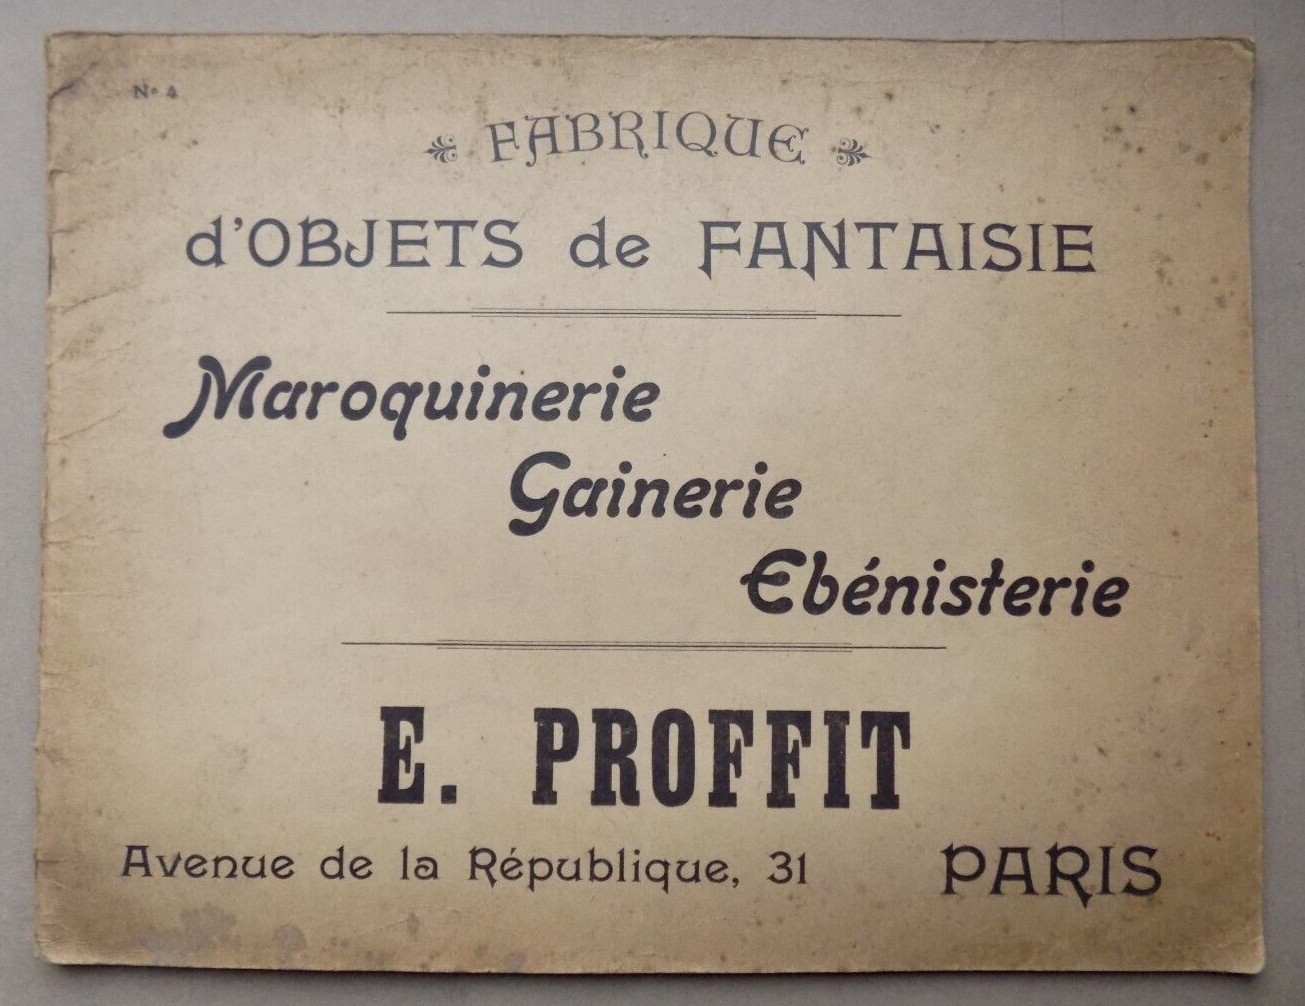 N° 4
FABRIQUE
d'OBJETS de FANTAISIE
Maroquinerie
Gainerie
Ebénisterie
E. PROFFIT
Avenue de la République, 31 PARIS